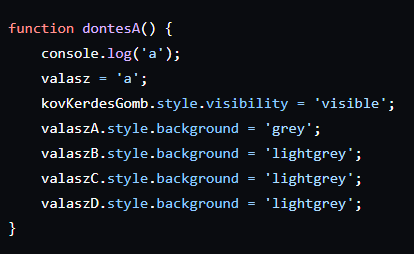 function dontesA() {
    console.log('a');
    valasz = 'a';
    kovKerdesGomb.style.visibility = 'visible';
    valaszA.style.background = 'grey';
    valaszB.style.background = 'lightgrey';
    valaszC.style.background = 'lightgrey';
    valaszD.style.background = 'lightgrey';
}